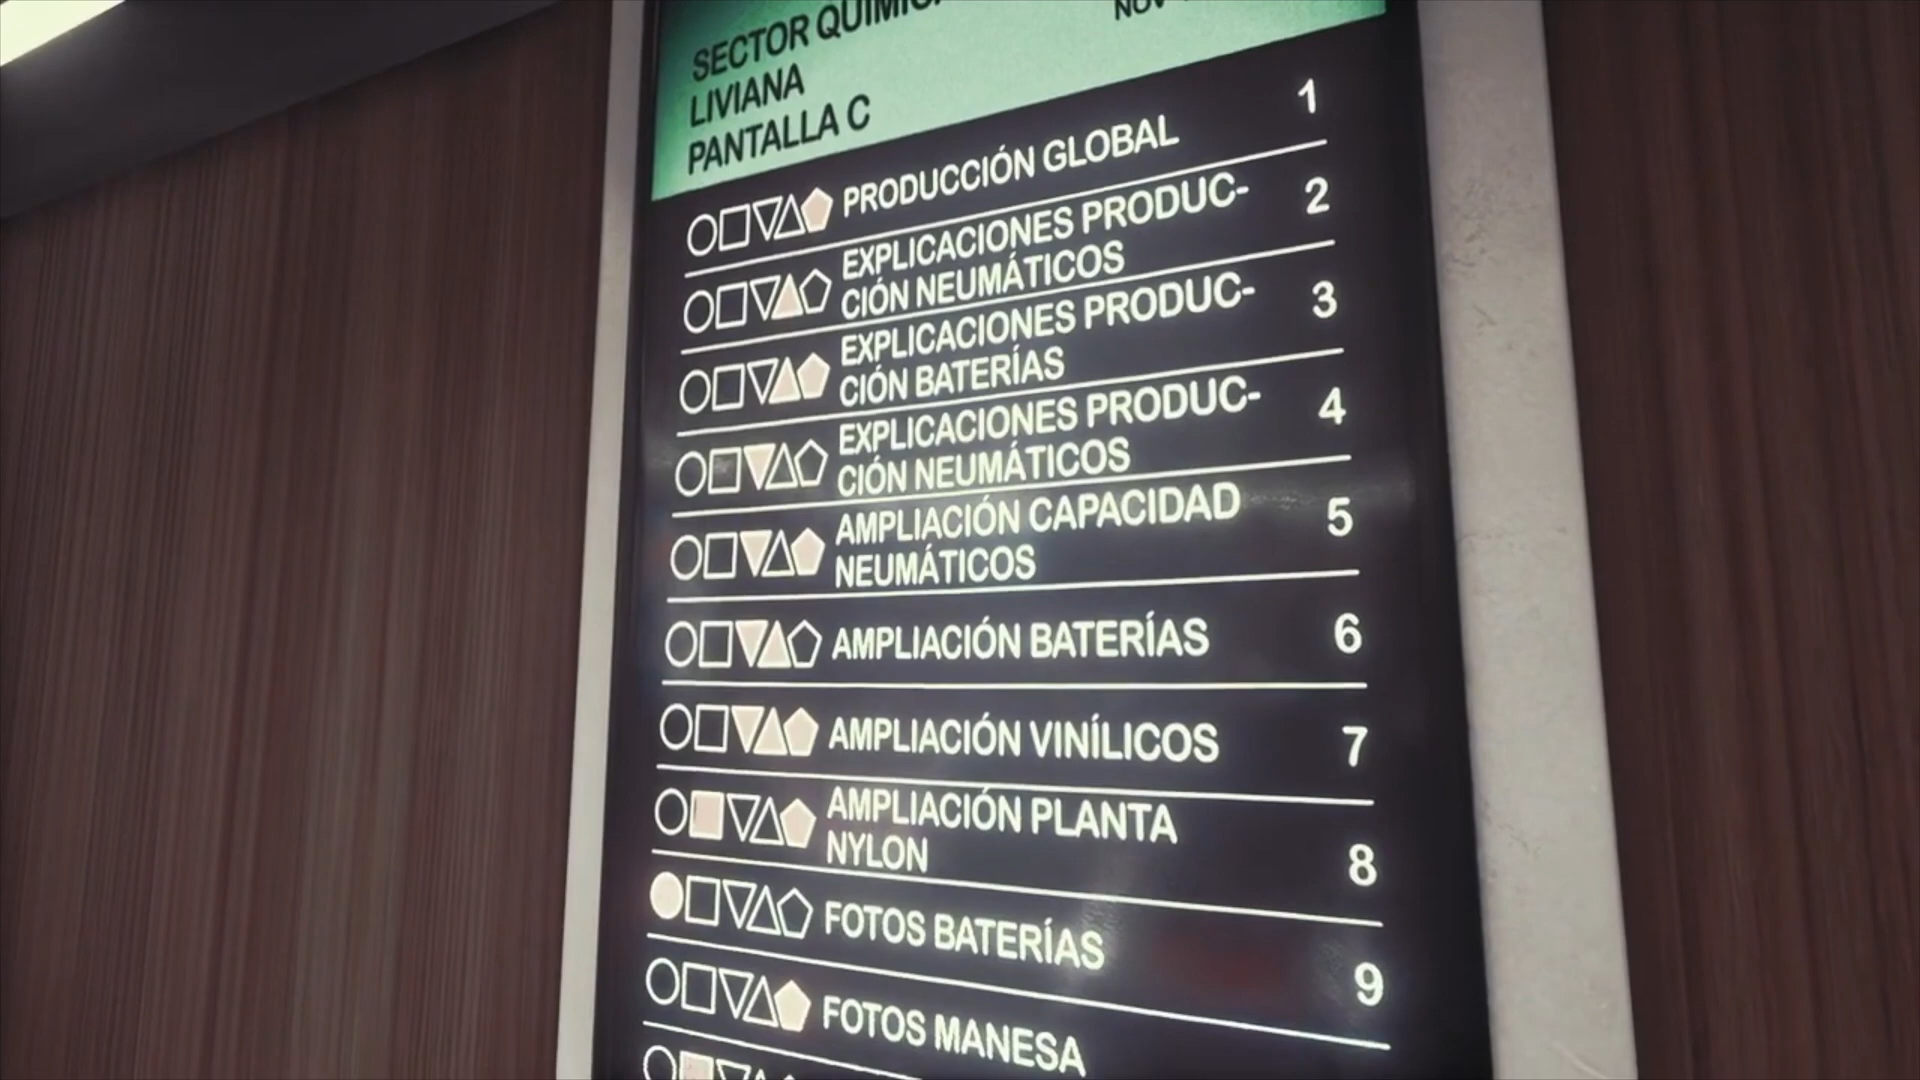 SECTOR
LIVIANA
PANTALLA C
PRODUCCIÓN GLOBAL 1
EXPLICACIONES PRODUC- 2
CIÓN NEUMÁTICOS
EXPLICACIONES PRODUC- 3
CIÓN BATERÍAS
EXPLICACIONES PRODUC- 4
CIÓN NEUMÁTICOS
AMPLIACIÓN CAPACIDAD 5
NEUMÁTICOS
AMPLIACIÓN BATERÍAS 6
AMPLIACIÓN VINÍLICOS 7
AMPLIACIÓN PLANTA
NYLON 8
FOTOS BATERÍAS 9
FOTOS MANESA